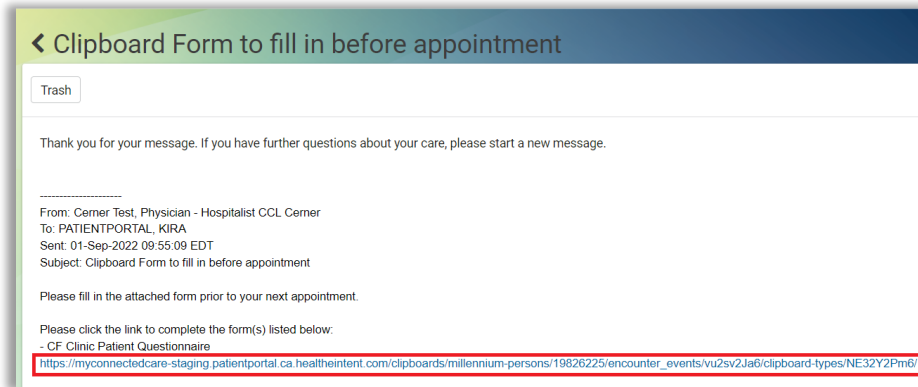 Clipboard Form to fill in before appointment
Trash
Thank you for your message. If you have further questions about your care, please start a new message.
---------------------
From: Cerner Test, Physician - Hospitalist CCL Cerner
To: PATIENTPORTAL, KIRA
Sent: 01-Sep-2022 09:55:09 EDT
Subject: Clipboard Form to fill in before appointment
Please fill in the attached form prior to your next appointment.
Please click the link to complete the form(s) listed below:
- CF Clinic Patient Questionnaire
https://myconnectedcare-staging.patientportal.ca.healtheintent.com/clipboards/millennium-persons/19826225/encounter_events/vu2sv2Ja6/clipboard-types/NE32Y2Pm6/